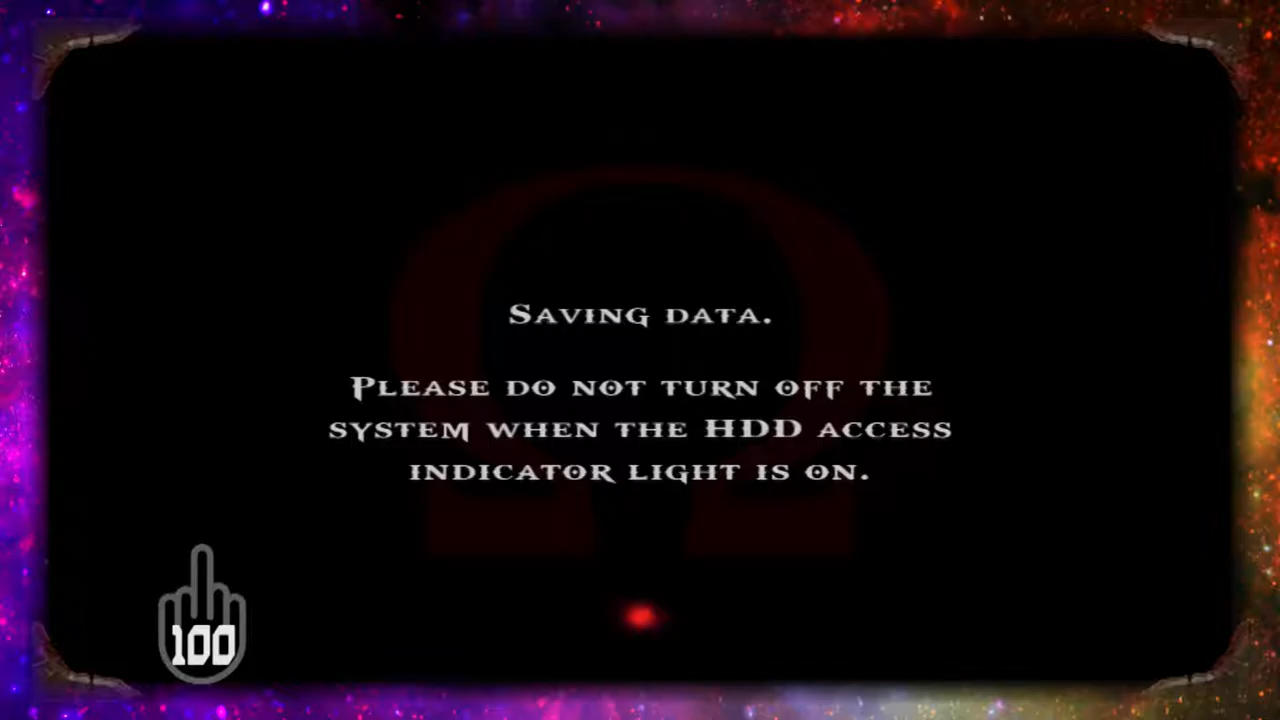 Saving data.
Please do not turn off the
system when the HDD access
indicator light is on.
100